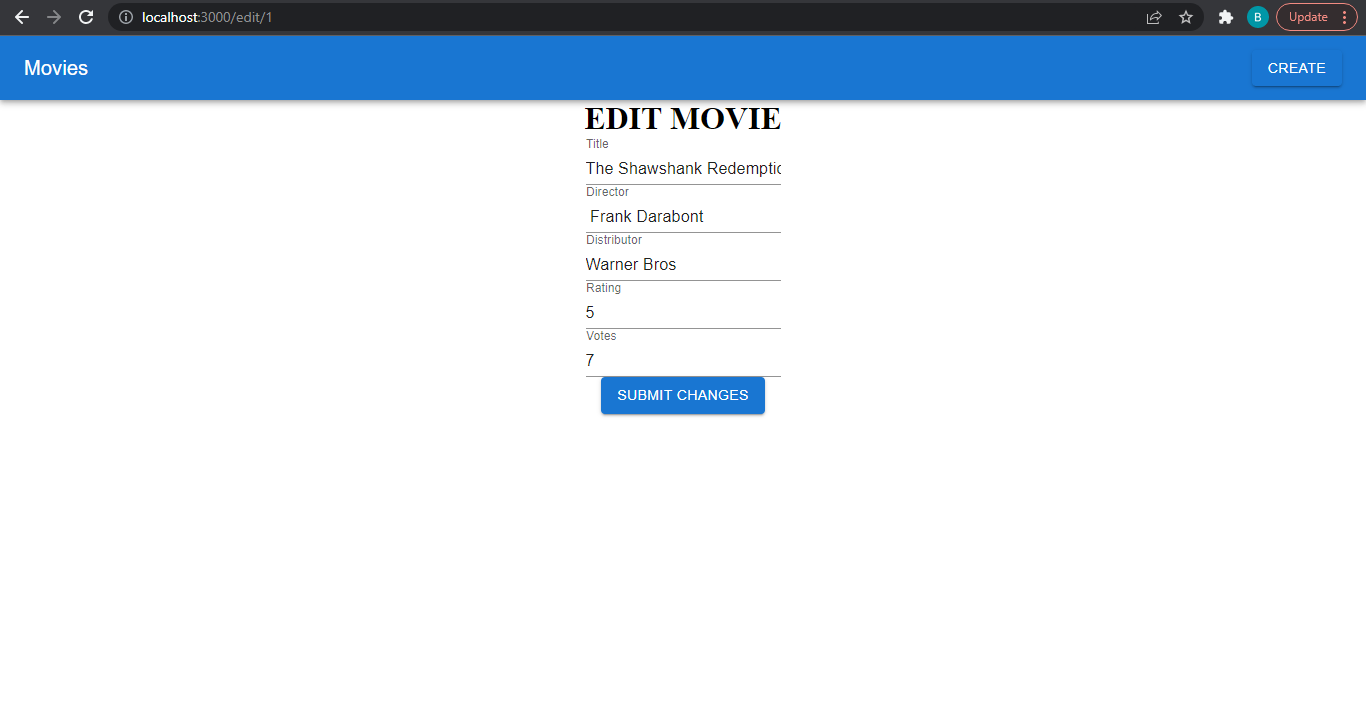 localhost:3000/edit/1
B
Update
Movies
CREATE
EDIT MOVIE
Title
The Shawshank Redemptic
Director
Frank Darabont
Distributor
Warner Bros
Rating
5
Votes
7
SUBMIT CHANGES